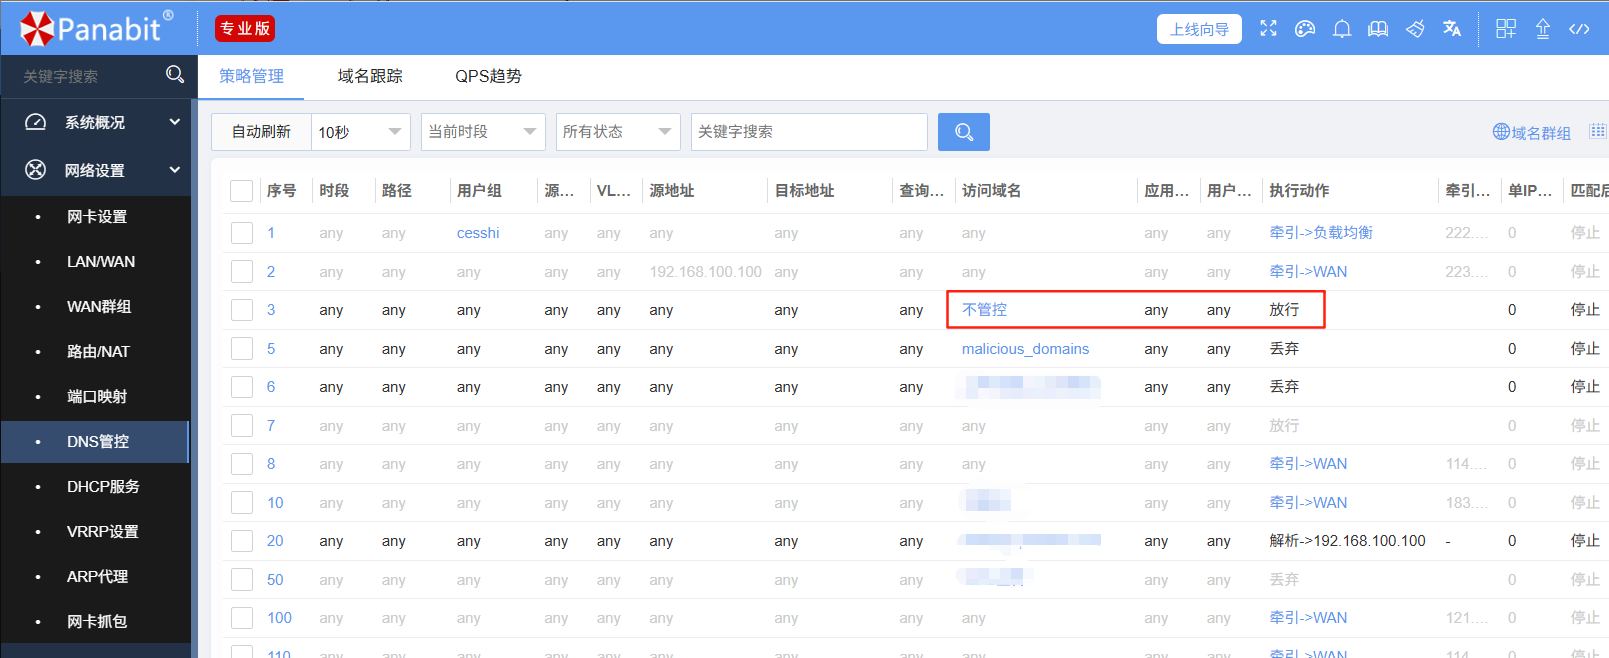 Panabit® 专业版 上线向导
关键字搜索 策略管理 域名跟踪 QPS趋势
系统概况
网络设置
网卡设置
LAN/WAN
WAN群组
路由/NAT
端口映射
DNS管控
DHCP服务
VRRP设置
ARP代理
网卡抓包
自动刷新 10秒 当前时段 所有状态 关键字搜索 域名群组
序号 时段 路径 用户组 源... VL... 源地址 目标地址 查询... 访问域名 应用... 用户... 执行动作 牵引... 单IP... 匹配后
1 any any cesshi any any any any any any any any 牵引->负载均衡 222.... 0 停止
2 any any any any any 192.168.100.100 any any any any any 牵引->WAN 223.... 0 停止
3 any any any any any any any any 不管控 any any 放行 0 停止
5 any any any any any any any any malicious_domains any any 丢弃 0 停止
6 any any any any any any any any any any 丢弃 0 停止
7 any any any any any any any any any any any 放行 0 停止
8 any any any any any any any any any any any 牵引->WAN 114.... 0 停止
10 any any any any any any any any any any 牵引->WAN 183.... 0 停止
20 any any any any any any any any any any 解析->192.168.100.100 - 0 停止
50 any any any any any any any any any any 丢弃 0 停止
100 any any any any any any any any any any any 牵引->WAN 121.... 0 停止
110 any any any any any any any any any any any 牵引->WAN 114.... 0 停止